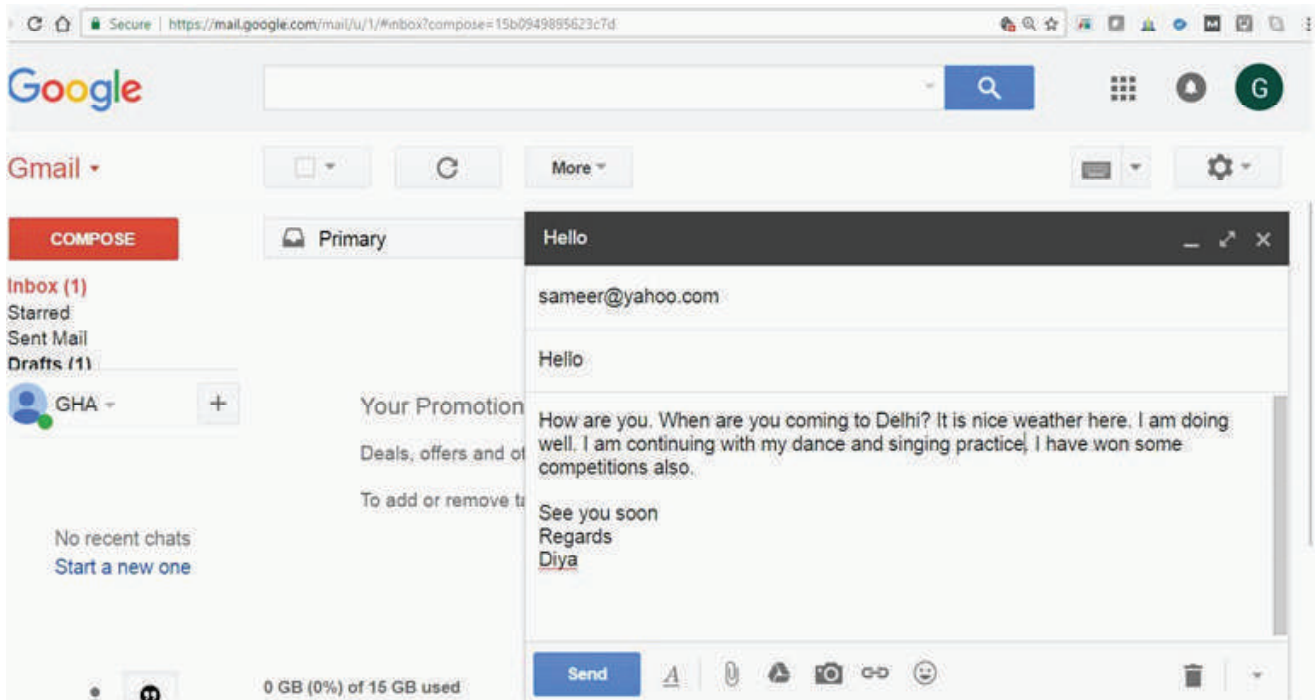 Secure | https://mail.google.com/mail/u/1/#inbox?compose=15b0949895623c7d
Google
G
Gmail
More
COMPOSE
Primary
Hello
Inbox (1)
Starred
Sent Mail
Drafts (1)
sameer@yahoo.com
Hello
GHA
+
Your Promotion
Deals, offers and ot
To add or remove ta
How are you. When are you coming to Delhi? It is nice weather here. I am doing
well. I am continuing with my dance and singing practice. I have won some
competitions also.
See you soon
Regards
Diya
No recent chats
Start a new one
0 GB (0%) of 15 GB used
Send
A